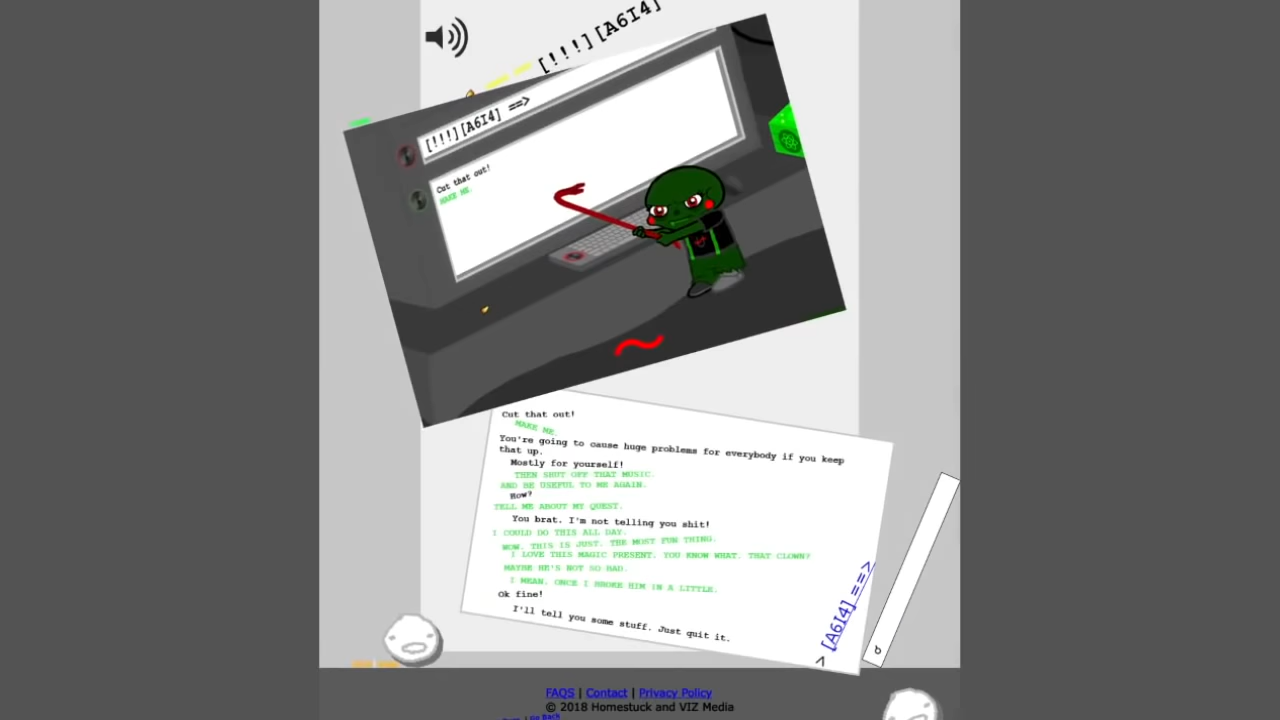 [!!!][A6I4]
[!!!][A6I4] ==>
Cut that out!
MAKE ME.
Cut that out!
MAKE ME.
You're going to cause huge problems for everybody if you keep
that up.
Mostly for yourself!
THEN SHUT OFF THAT MUSIC.
AND BE USEFUL TO ME AGAIN.
How?
TELL ME ABOUT MY QUEST.
You brat. I'm not telling you shit!
I COULD DO THIS ALL DAY.
WOW. THIS IS JUST. THE MOST FUN THING.
I LOVE THIS MAGIC PRESENT. YOU KNOW WHAT. THAT CLOWN?
MAYBE HE'S NOT SO BAD.
I MEAN. ONCE I BROKE HIM IN A LITTLE.
Ok fine!
I'll tell you some stuff. Just quit it.
> [A6I4] ==>
FAQS | Contact | Privacy Policy
© 2018 Homestuck and VIZ Media
| Go Back